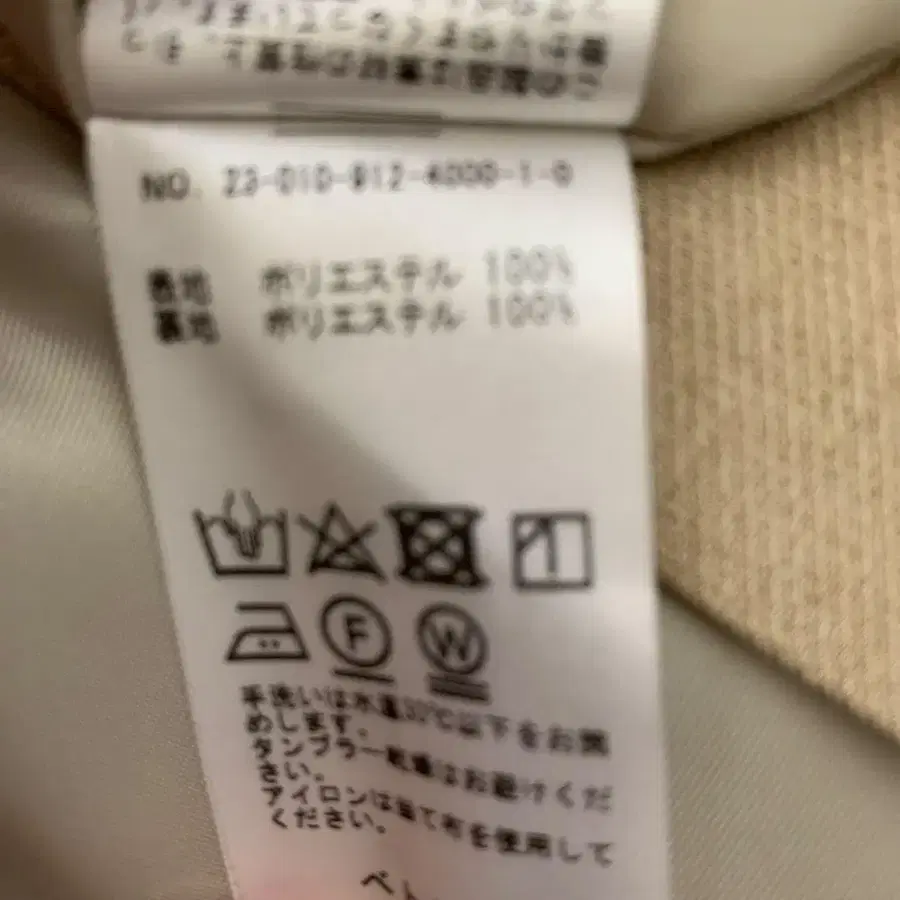 NO. 23-010-912-4000-1-0
表地 ポリエステル 100%
裏地 ポリエステル 100%
F
W
手洗いは水温30℃以下をお薦
めします。
タンブラー乾燥はお避けくだ
さい。
アイロンは当て布を使用して
ください。
ベト